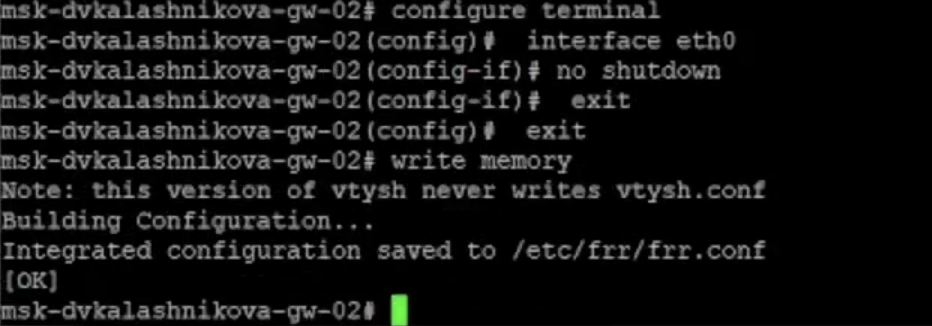 msk-dvkalashnikova-gw-02# configure terminal
msk-dvkalashnikova-gw-02(config)#  interface eth0
msk-dvkalashnikova-gw-02(config-if)# no shutdown
msk-dvkalashnikova-gw-02(config-if)#  exit
msk-dvkalashnikova-gw-02(config)#  exit
msk-dvkalashnikova-gw-02# write memory
Note: this version of vtysh never writes vtysh.conf
Building Configuration...
Integrated configuration saved to /etc/frr/frr.conf
[OK]
msk-dvkalashnikova-gw-02#